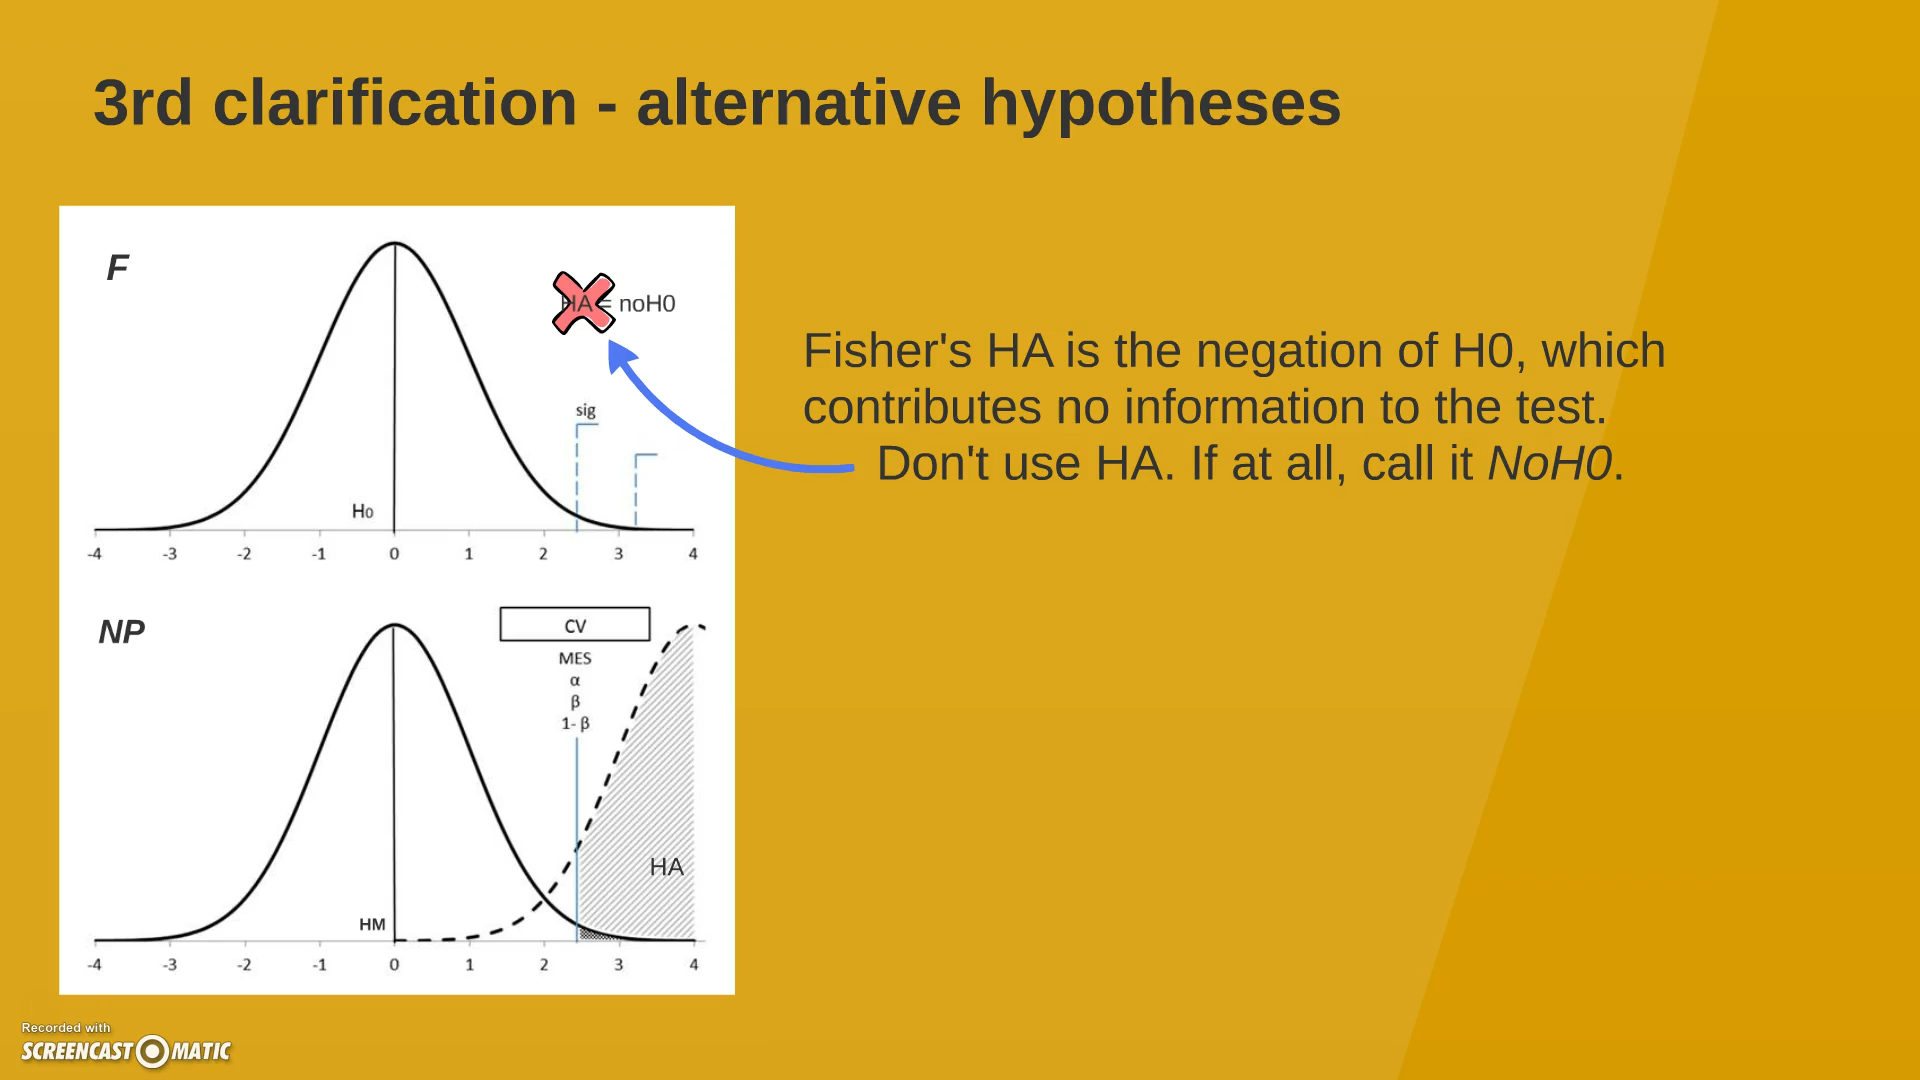 3rd clarification - alternative hypotheses
F
HA = noH0
sig
H0
-4 -3 -2 -1 0 1 2 3 4
Fisher's HA is the negation of H0, which
contributes no information to the test.
Don't use HA. If at all, call it NoH0.
NP
CV
MES
α
β
1- β
HA
HM
-4 -3 -2 -1 0 1 2 3 4
Recorded with
SCREENCAST MATIC